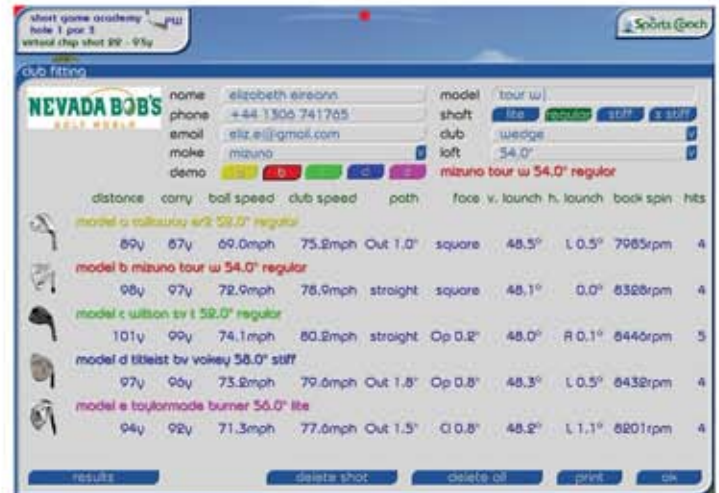 short game academy PW
hole 1 par 3
virtual chip shot 22 - 95y
Sports Coach
club fitting
NEVADA BOB'S
GOLF WORLD
name elizabeth eireann model tour w|
phone +44 1306 741765 shaft lite regular stiff x stiff
email eliz.e@gmail.com club wedge
make mizuno loft 54.0°
demo a b d e mizuno tour w 54.0° regular
distance carry ball speed club speed path face v. launch h. launch back spin hits
model a callaway sr2 52.0° regular
89y 87y 69.0mph 75.2mph Out 1.0° square 48.5° L 0.5° 7985rpm 4
model b mizuno tour w 54.0° regular
98y 97y 72.9mph 78.9mph straight square 48.1° 0.0° 8328rpm 4
model c wilson sv t 52.0° regular
101y 99y 74.1mph 80.2mph straight Op 0.2° 48.0° R 0.1° 8446rpm 5
model d titleist bv vokey 58.0° stiff
97y 96y 73.2mph 79.6mph Out 1.8° Op 0.8° 48.3° L 0.5° 8432rpm 4
model e taylormade burner 56.0° lite
94y 92y 71.3mph 77.6mph Out 1.5° Cl 0.8° 48.2° L 1.1° 8201rpm 4
results delete shot delete all print ok